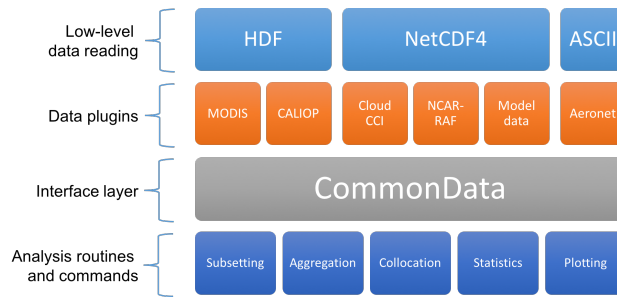 Low-level
data reading
HDF
NetCDF4
ASCII
Data plugins
MODIS
CALIOP
Cloud
CCI
NCAR-
RAF
Model
data
Aeronet
Interface layer
CommonData
Analysis routines
and commands
Subsetting
Aggregation
Collocation
Statistics
Plotting